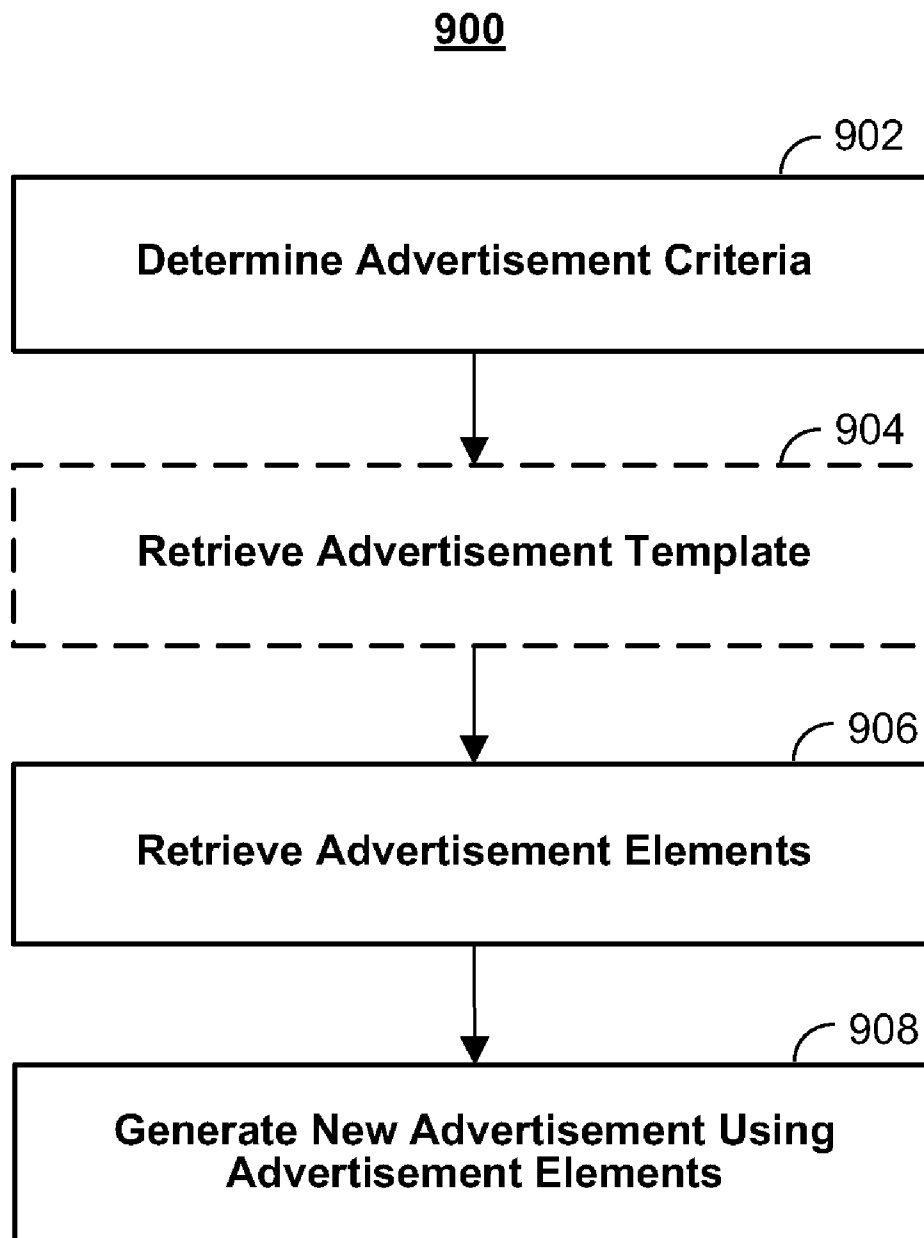 900
902
Determine Advertisement Criteria
904
Retrieve Advertisement Template
906
Retrieve Advertisement Elements
908
Generate New Advertisement Using
Advertisement Elements